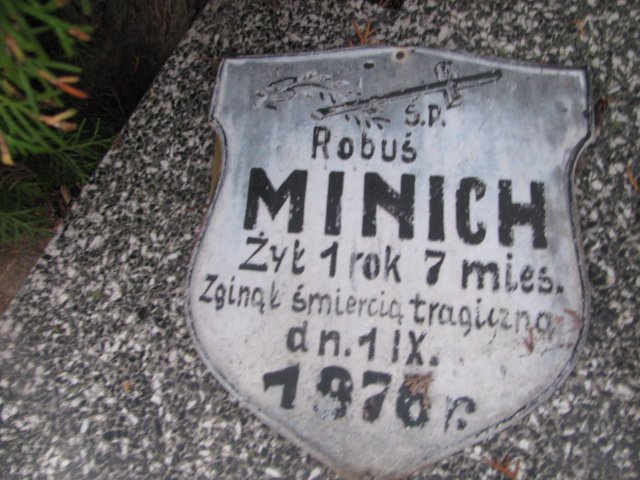 Ś.P.
Robuś
MINICH
Żył 1 rok 7 mies.
Zginął śmiercią tragiczną
dn. 1 IX.
1976 r.